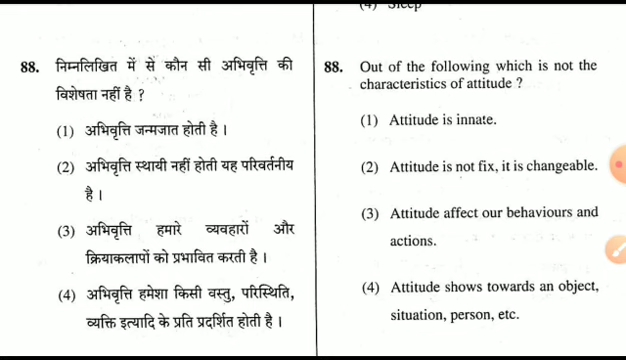 (4) Sleep
88. निम्नलिखित में से कौन सी अभिवृत्ति की
विशेषता नहीं है ?
(1) अभिवृत्ति जन्मजात होती है ।
(2) अभिवृत्ति स्थायी नहीं होती यह परिवर्तनीय
है ।
(3) अभिवृत्ति हमारे व्यवहारों और
क्रियाकलापों को प्रभावित करती है ।
(4) अभिवृत्ति हमेशा किसी वस्तु, परिस्थिति,
व्यक्ति इत्यादि के प्रति प्रदर्शित होती है ।
88. Out of the following which is not the
characteristics of attitude ?
(1) Attitude is innate.
(2) Attitude is not fix, it is changeable.
(3) Attitude affect our behaviours and
actions.
(4) Attitude shows towards an object,
situation, person, etc.